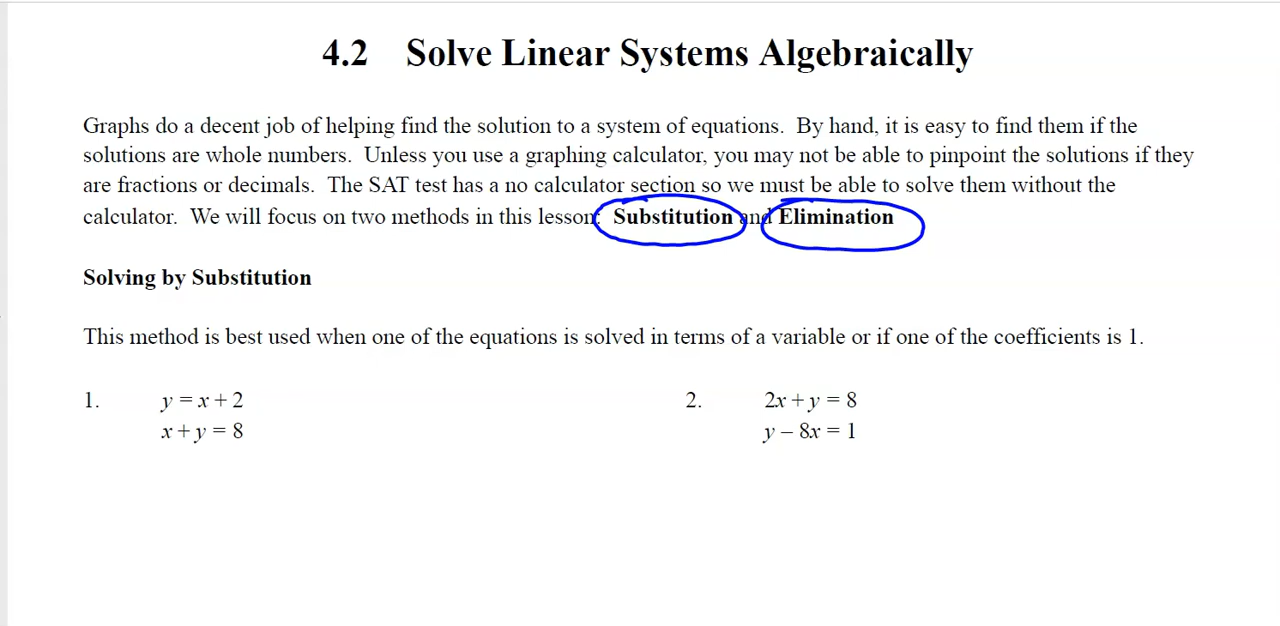 4.2 Solve Linear Systems Algebraically
Graphs do a decent job of helping find the solution to a system of equations. By hand, it is easy to find them if the
solutions are whole numbers. Unless you use a graphing calculator, you may not be able to pinpoint the solutions if they
are fractions or decimals. The SAT test has a no calculator section so we must be able to solve them without the
calculator. We will focus on two methods in this lesson: Substitution and Elimination
Solving by Substitution
This method is best used when one of the equations is solved in terms of a variable or if one of the coefficients is 1.
1. y = x + 2 2. 2x + y = 8
x + y = 8 y – 8x = 1